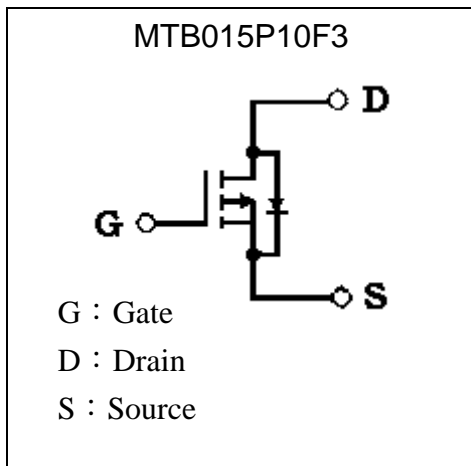 MTB015P10F3
D
G
S
G：Gate
D：Drain
S：Source